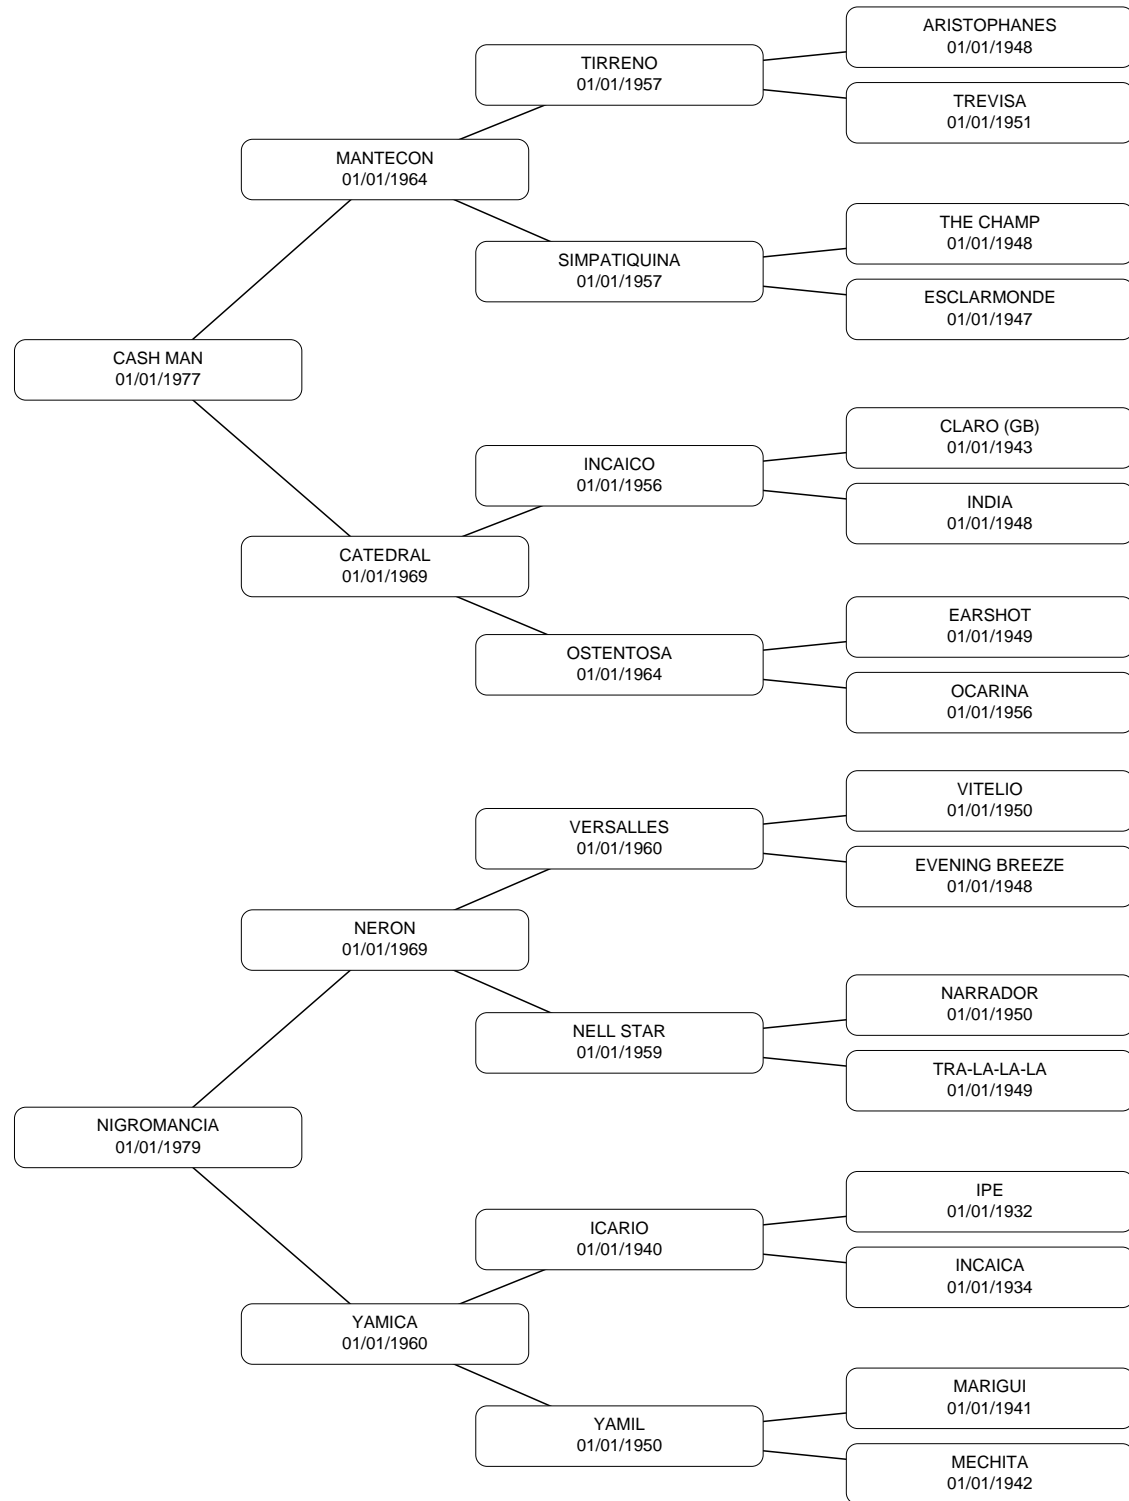 ARISTOPHANES
01/01/1948
TIRRENO
01/01/1957
TREVISA
01/01/1951
MANTECON
01/01/1964
THE CHAMP
01/01/1948
SIMPATIQUINA
01/01/1957
ESCLARMONDE
01/01/1947
CASH MAN
01/01/1977
CLARO (GB)
01/01/1943
INCAICO
01/01/1956
INDIA
01/01/1948
CATEDRAL
01/01/1969
EARSHOT
01/01/1949
OSTENTOSA
01/01/1964
OCARINA
01/01/1956
VITELIO
01/01/1950
VERSALLES
01/01/1960
EVENING BREEZE
01/01/1948
NERON
01/01/1969
NARRADOR
01/01/1950
NELL STAR
01/01/1959
TRA-LA-LA-LA
01/01/1949
NIGROMANCIA
01/01/1979
IPE
01/01/1932
ICARIO
01/01/1940
INCAICA
01/01/1934
YAMICA
01/01/1960
MARIGUI
01/01/1941
YAMIL
01/01/1950
MECHITA
01/01/1942